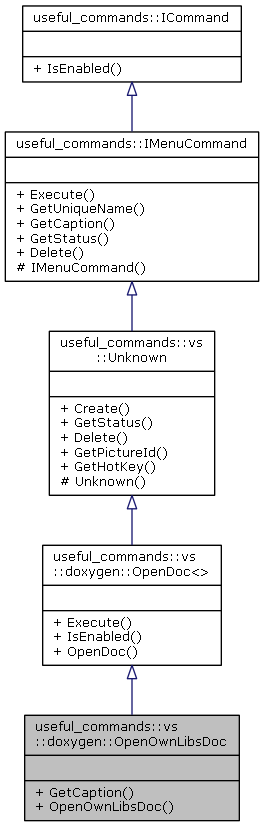 useful_commands::ICommand
+ IsEnabled()
useful_commands::IMenuCommand
+ Execute()
+ GetUniqueName()
+ GetCaption()
+ GetStatus()
+ Delete()
# IMenuCommand()
useful_commands::vs
::Unknown
+ Create()
+ GetStatus()
+ Delete()
+ GetPictureId()
+ GetHotKey()
# Unknown()
useful_commands::vs
::doxygen::OpenDoc<>
+ Execute()
+ IsEnabled()
+ OpenDoc()
useful_commands::vs
::doxygen::OpenOwnLibsDoc
+ GetCaption()
+ OpenOwnLibsDoc()